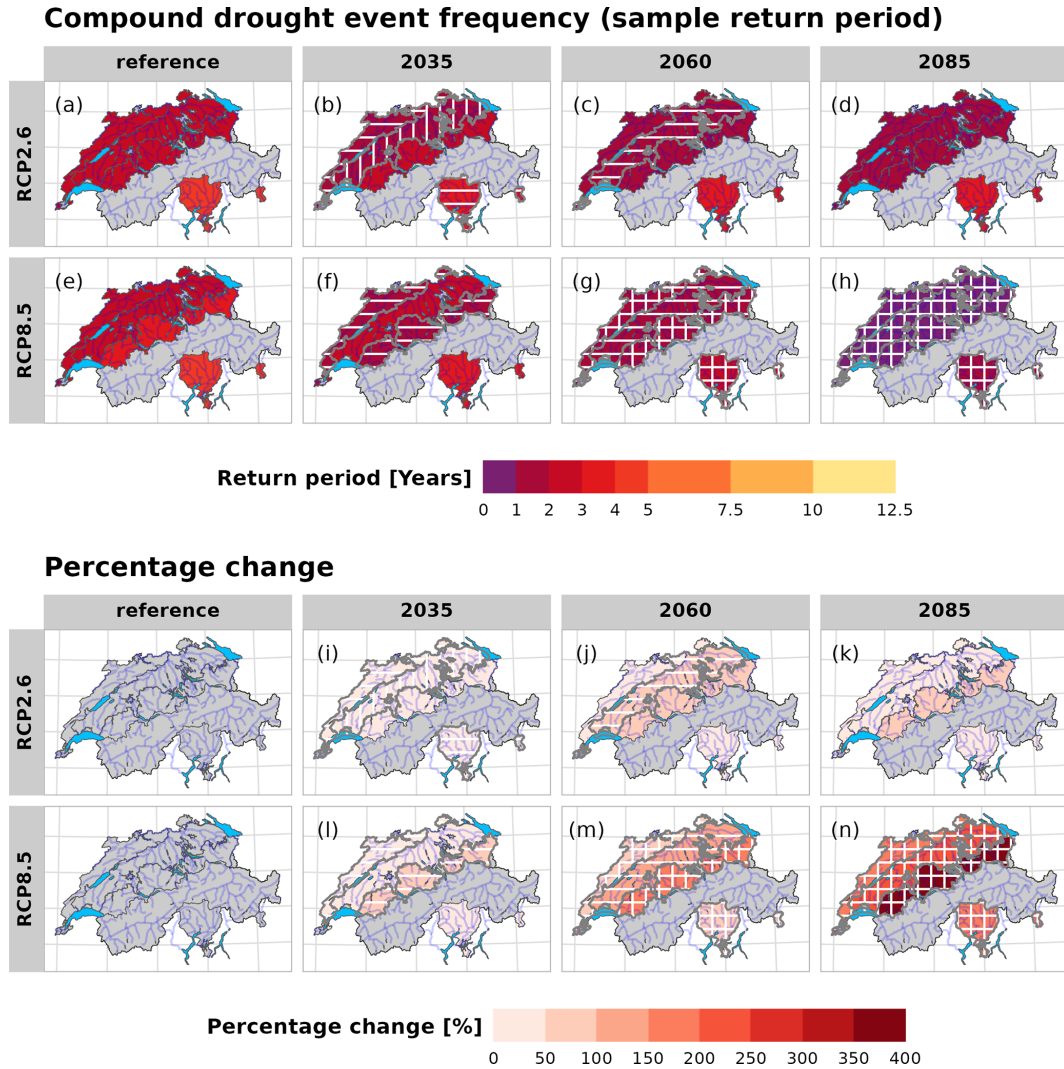 Compound drought event frequency (sample return period)
reference 2035 2060 2085
RCP2.6
(a) (b) (c) (d)
RCP8.5
(e) (f) (g) (h)
Return period [Years]
0 1 2 3 4 5 7.5 10 12.5
Percentage change
reference 2035 2060 2085
RCP2.6
(i) (j) (k)
RCP8.5
(l) (m) (n)
Percentage change [%]
0 50 100 150 200 250 300 350 400